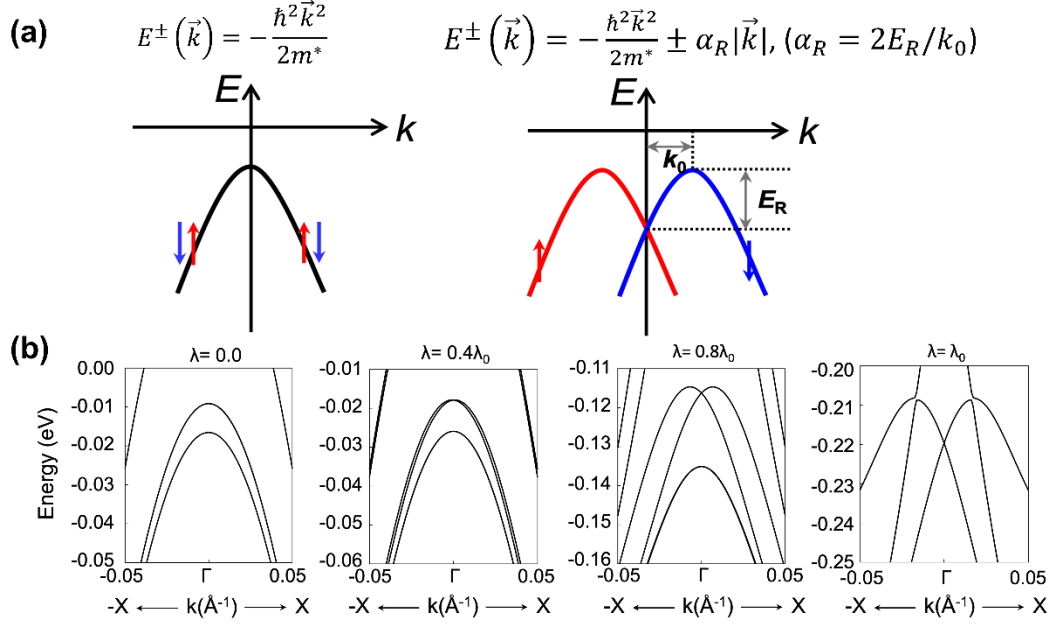 (a)
E^±(k⃗) = −ħ²k⃗²/2m*
E^±(k⃗) = −ħ²k⃗²/2m* ± α_R|k⃗|, (α_R = 2E_R/k_0)
E
k
E
k
k_0
E_R
(b)
λ= 0.0
λ= 0.4λ_0
λ= 0.8λ_0
λ= λ_0
Energy (eV)
0.00
-0.01
-0.02
-0.03
-0.04
-0.05
-0.05 Γ 0.05
-X ← k(Å⁻¹) → X
-0.01
-0.02
-0.03
-0.04
-0.05
-0.06
-0.05 Γ 0.05
-X ← k(Å⁻¹) → X
-0.11
-0.12
-0.13
-0.14
-0.15
-0.16
-0.05 Γ 0.05
-X ← k(Å⁻¹) → X
-0.20
-0.21
-0.22
-0.23
-0.24
-0.25
-0.05 Γ 0.05
-X ← k(Å⁻¹) → X